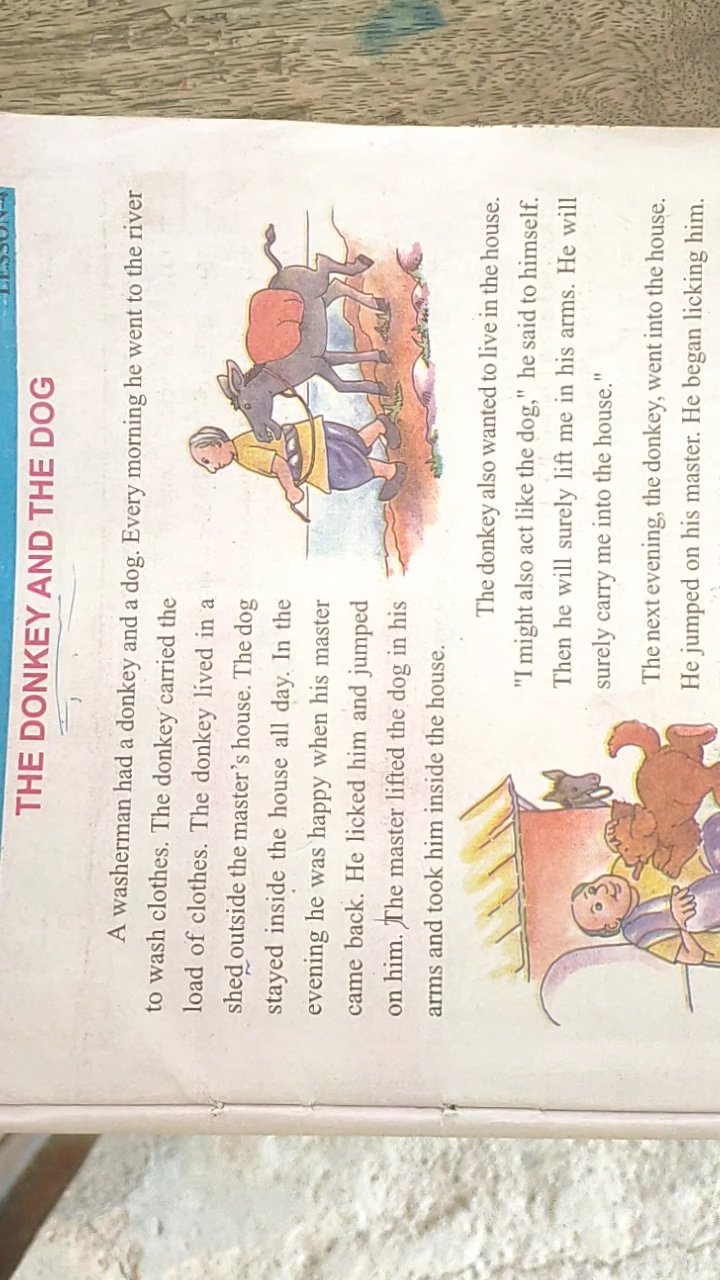 LESSON-4
THE DONKEY AND THE DOG
A washerman had a donkey and a dog. Every morning he went to the river
to wash clothes. The donkey carried the
load of clothes. The donkey lived in a
shed outside the master's house. The dog
stayed inside the house all day. In the
evening he was happy when his master
came back. He licked him and jumped
on him. The master lifted the dog in his
arms and took him inside the house.
The donkey also wanted to live in the house.
"I might also act like the dog," he said to himself.
Then he will surely lift me in his arms. He will
surely carry me into the house."
The next evening, the donkey, went into the house.
He jumped on his master. He began licking him.